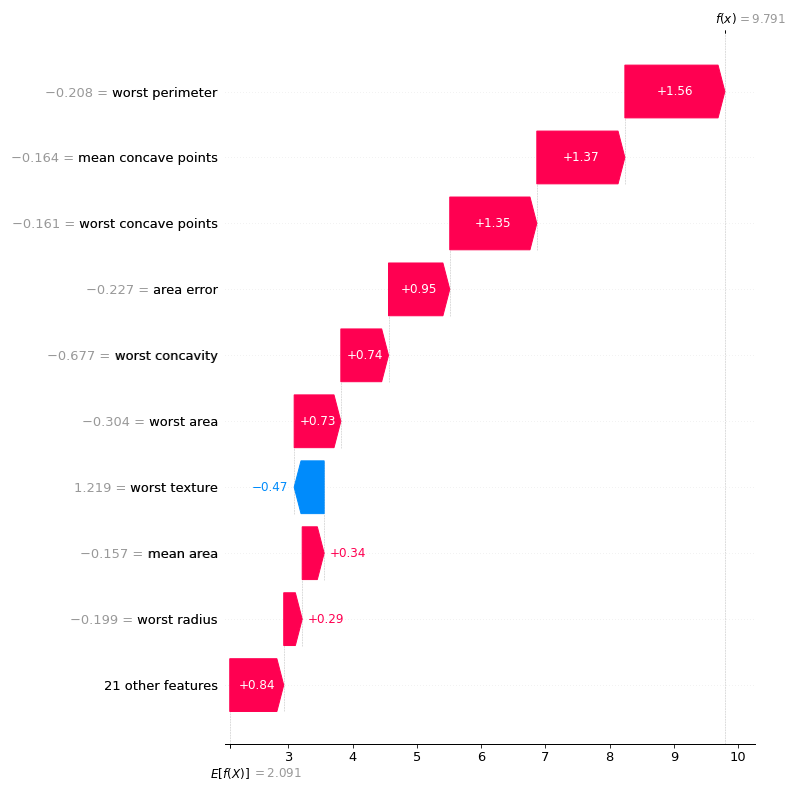 f(x) = 9.791
−0.208 = worst perimeter +1.56
−0.164 = mean concave points +1.37
−0.161 = worst concave points +1.35
−0.227 = area error +0.95
−0.677 = worst concavity +0.74
−0.304 = worst area +0.73
1.219 = worst texture −0.47
−0.157 = mean area +0.34
−0.199 = worst radius +0.29
21 other features +0.84
3 4 5 6 7 8 9 10
E[f(X)] = 2.091